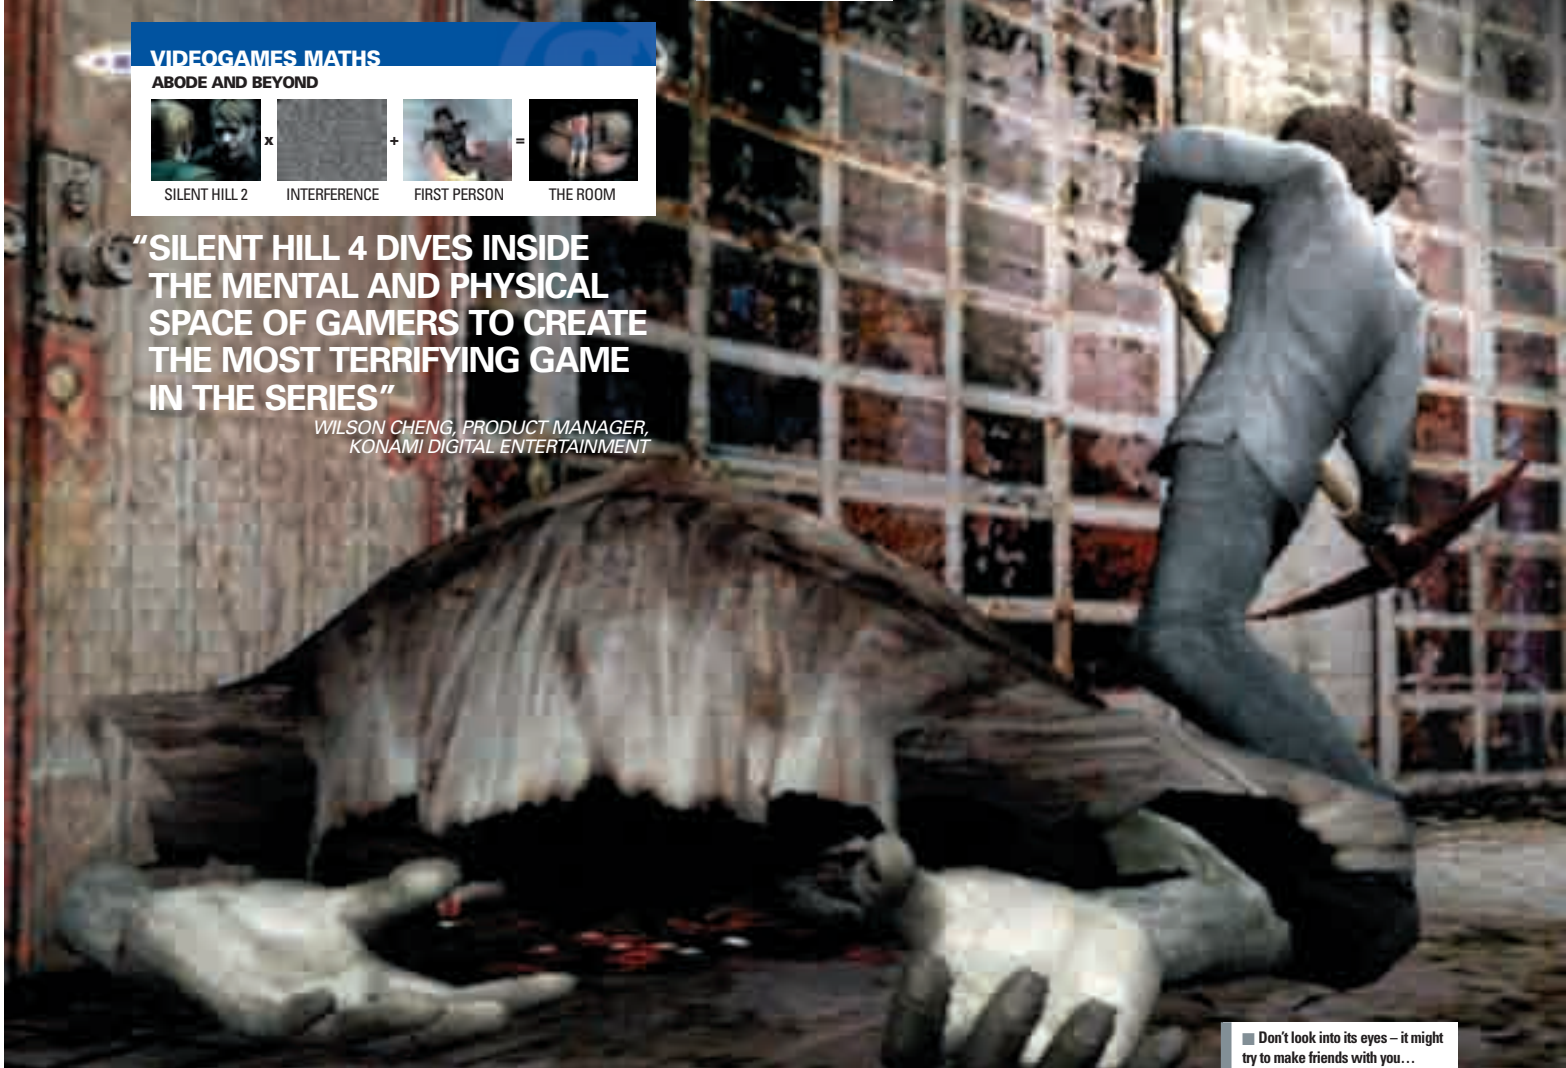 VIDEOGAMES MATHS
ABODE AND BEYOND
x + =
SILENT HILL 2 INTERFERENCE FIRST PERSON THE ROOM
“SILENT HILL 4 DIVES INSIDE
THE MENTAL AND PHYSICAL
SPACE OF GAMERS TO CREATE
THE MOST TERRIFYING GAME
IN THE SERIES”
WILSON CHENG, PRODUCT MANAGER,
KONAMI DIGITAL ENTERTAINMENT
■ Don’t look into its eyes – it might
try to make friends with you…